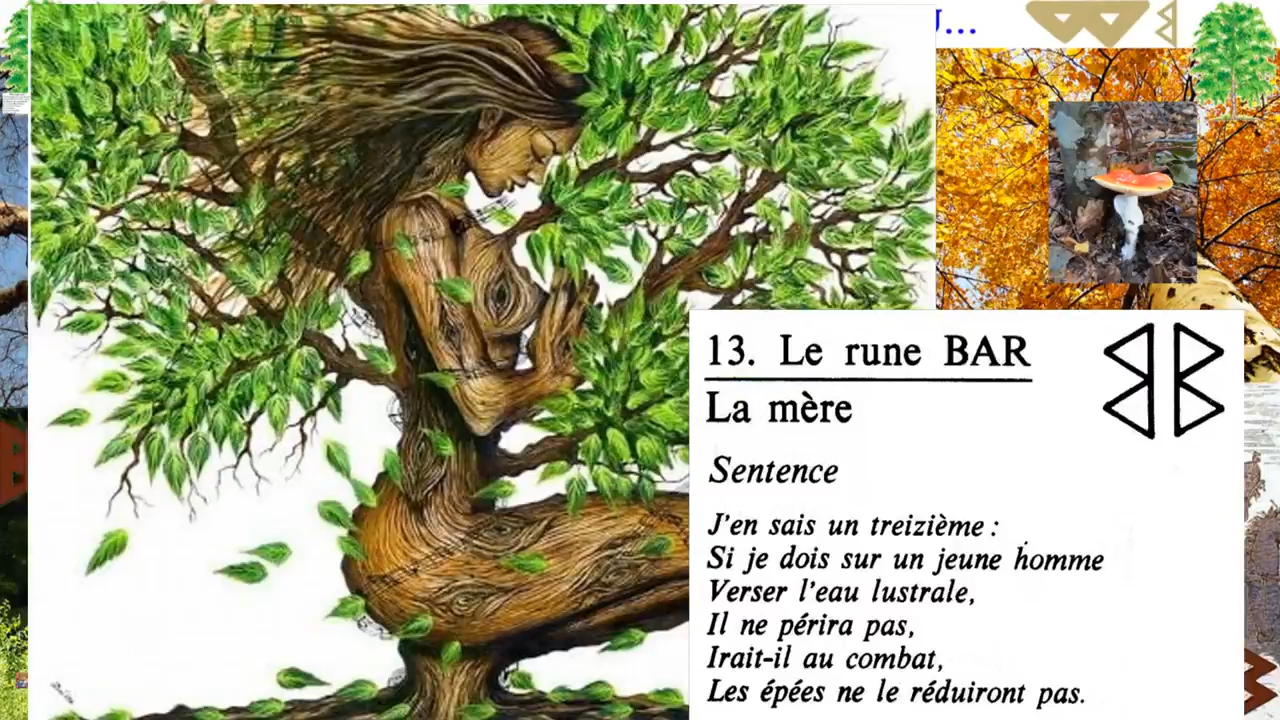 13. Le rune BAR
La mère
Sentence
J'en sais un treizième :
Si je dois sur un jeune homme
Verser l'eau lustrale,
Il ne périra pas,
Irait-il au combat,
Les épées ne le réduiront pas.